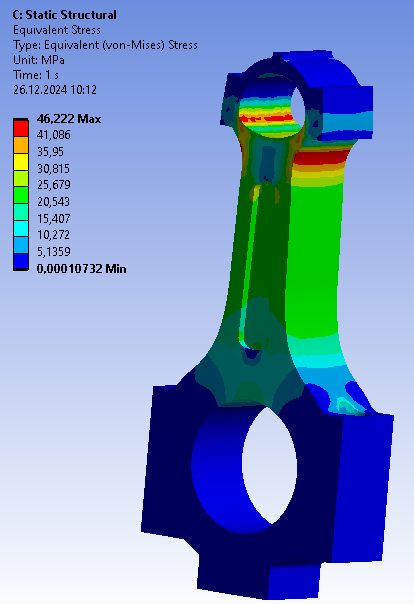 C: Static Structural
Equivalent Stress
Type: Equivalent (von-Mises) Stress
Unit: MPa
Time: 1 s
26.12.2024 10:12
46,222 Max
41,086
35,95
30,815
25,679
20,543
15,407
10,272
5,1359
0,00010732 Min